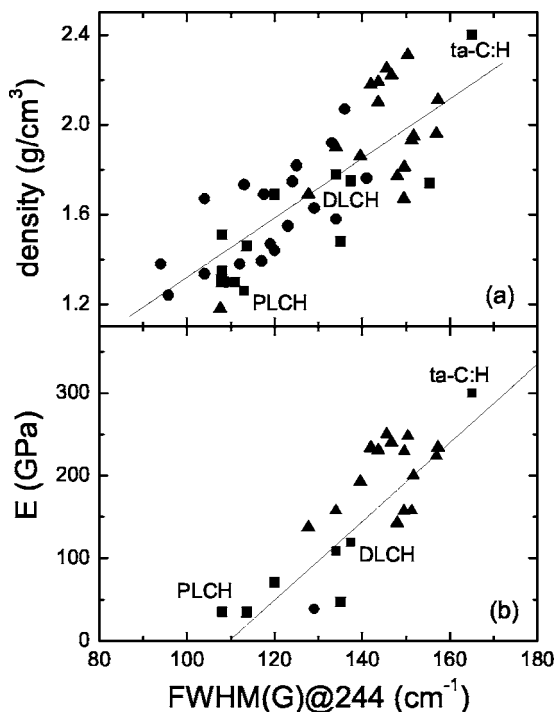 2.4
2.0
1.6
1.2
density (g/cm³)
ta-C:H
DLCH
PLCH
(a)
300
200
100
0
E (GPa)
ta-C:H
DLCH
PLCH
(b)
80 100 120 140 160 180
FWHM(G)@244 (cm⁻¹)